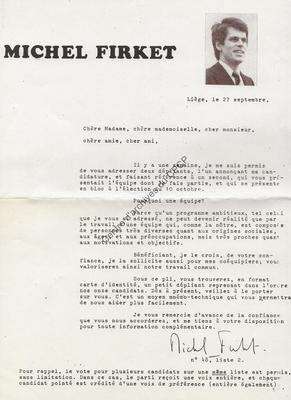 MICHEL FIRKET
Liège, le 27 septembre,
Chère Madame, chère mademoiselle, cher monsieur,
chère amie, cher ami,
Il y a une semaine, je me suis permis
de vous adresser deux dépliants, l'un annonçant ma can-
didature, et faisant référence à un second, qui vous pré-
sentait l'équipe dont je fais partie, et qui se présente
en bloc à l'élection du 10 octobre.
Pourquoi une équipe?
Parce qu'un programme ambitieux, tel celui
que je vous ai adressé, ne peut devenir réalité que par
le travail d'une équipe qui, comme la nôtre, est composée
de personnes très diverses quant aux origines sociales,
aux âges et aux préoccupations, mais très proches quant
aux motivations et objectifs.
Bénéficiant, je le crois, de votre confi-
ance, je la sollicite aussi pour mes coéquipiers; vous
valoriserez ainsi notre travail commun.
Sous ce pli, vous trouverez, en format
carte d'identité, un petit dépliant reprenant dans l'ordre
nos onze candidats. Dès à présent, veillez à le porter
sur vous. C'est un moyen mnémo-technique qui vous permettra
de nous aider plus facilement.
Je vous remercie d'avance de la confiance
que vous nous accorderez, et me tiens à votre disposition
pour toute information complémentaire.
Michel Firket
n° 48, liste 2.
Pour rappel, le vote pour plusieurs candidats sur une même liste est permis,
sans limitation. Dans ce cas, le parti reçoit une voix entière, et chaque
candidat pointé est crédité d'une voix de préférence (entière également).